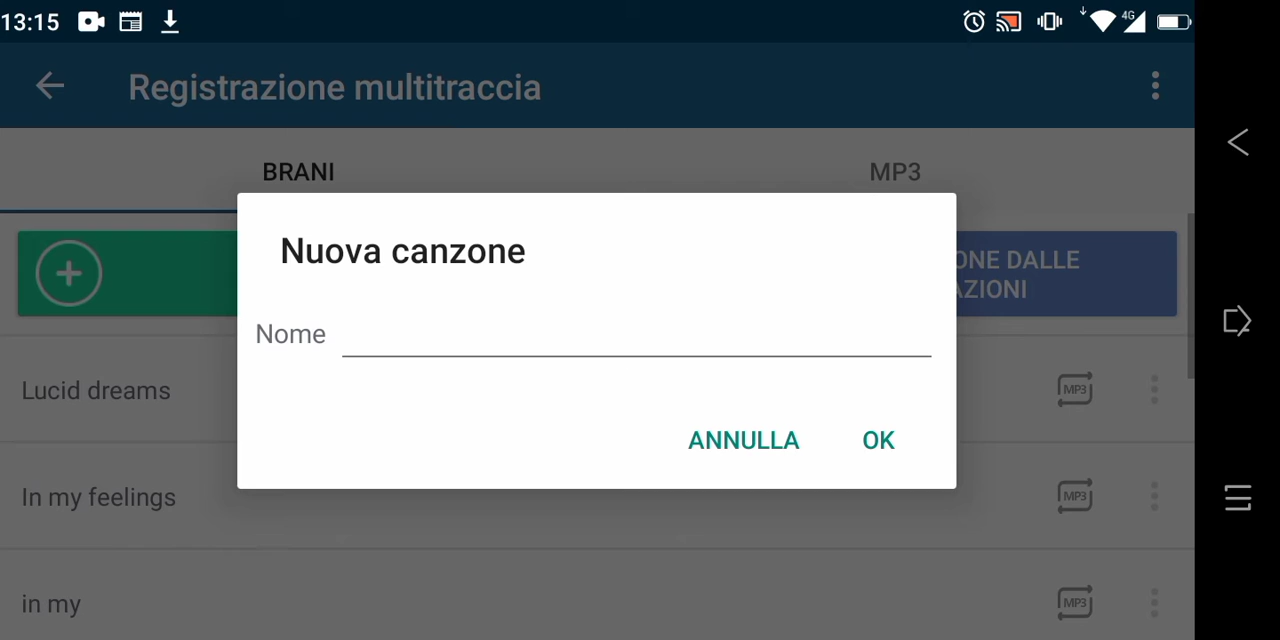 13:15
4G
Registrazione multitraccia
BRANI
MP3
Nuova canzone
ONE DALLE
AZIONI
Nome
Lucid dreams
MP3
ANNULLA
OK
In my feelings
MP3
in my
MP3